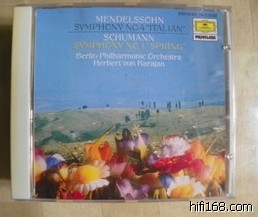 MENDELSSOHN
SYMPHONY NO.4 "ITALIAN"
SCHUMANN
SYMPHONY NO.1 "SPRING"
Berlin Philharmonic Orchestra
Herbert von Karajan
hifi168.com